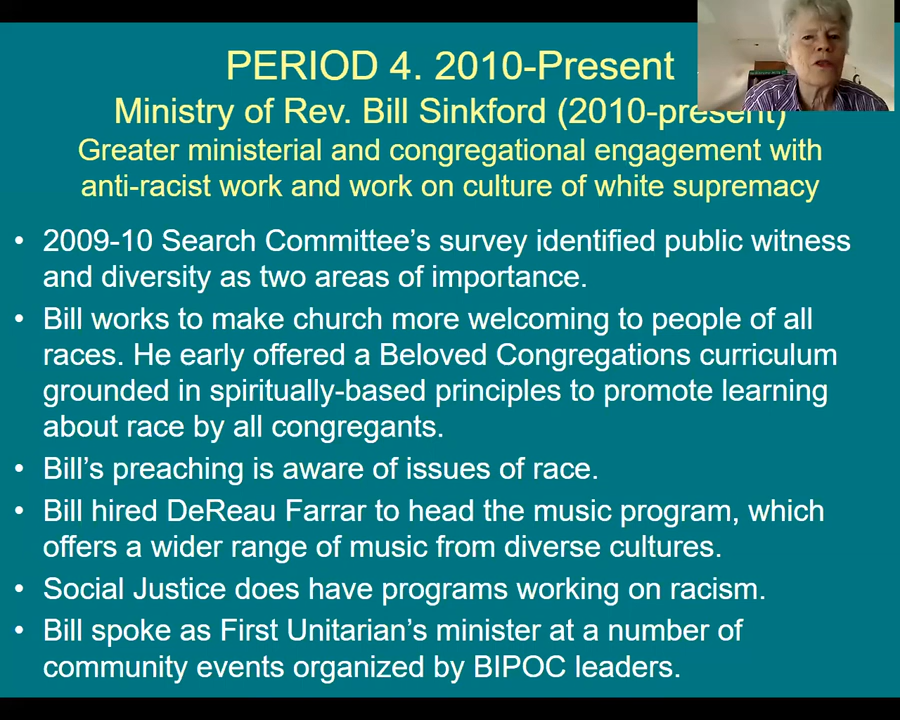 PERIOD 4. 2010-Present
Ministry of Rev. Bill Sinkford (2010-present)
Greater ministerial and congregational engagement with
anti-racist work and work on culture of white supremacy
• 2009-10 Search Committee's survey identified public witness
and diversity as two areas of importance.
• Bill works to make church more welcoming to people of all
races. He early offered a Beloved Congregations curriculum
grounded in spiritually-based principles to promote learning
about race by all congregants.
• Bill's preaching is aware of issues of race.
• Bill hired DeReau Farrar to head the music program, which
offers a wider range of music from diverse cultures.
• Social Justice does have programs working on racism.
• Bill spoke as First Unitarian's minister at a number of
community events organized by BIPOC leaders.